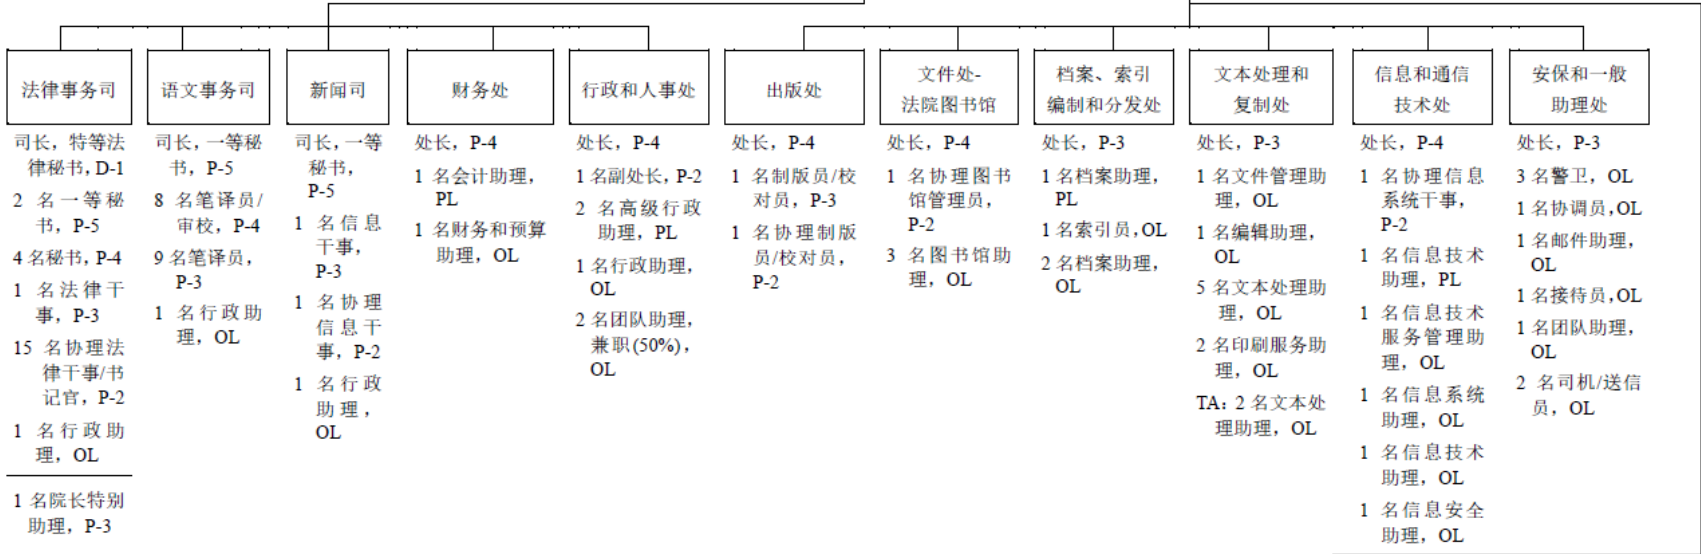 法律事务司
司长，特等法
律秘书, D-1
2 名一等秘
书，P-5
4 名秘书，P-4
1 名法律干
事，P-3
15 名协理法
律干事/书
记官，P-2
1 名行政助
理，OL
1 名院长特别
助理，P-3
语文事务司
司长，一等秘
书，P-5
8 名笔译员/
审校，P-4
9 名笔译员，
P-3
1 名行政助
理，OL
新闻司
司长，一等
秘书，
P-5
1 名信息
干事，
P-3
1 名协理
信息干
事，P-2
1 名行政
助理，
OL
财务处
处长，P-4
1 名会计助理，
PL
1 名财务和预算
助理，OL
行政和人事处
处长，P-4
1 名副处长，P-2
2 名高级行政
助理，PL
1 名行政助理，
OL
2 名团队助理，
兼职(50%)，
OL
出版处
处长，P-4
1 名制版员/校
对员，P-3
1 名协理制版
员/校对员，
P-2
文件处-
法院图书馆
处长，P-4
1 名协理图书
馆管理员，
P-2
3 名图书馆助
理，OL
档案、索引
编制和分发处
处长，P-3
1 名档案助理，
PL
1 名索引员，OL
2 名档案助理，
OL
文本处理和
复制处
处长，P-3
1 名文件管理助
理，OL
1 名编辑助理，
OL
5 名文本处理助
理，OL
2 名印刷服务助
理，OL
TA：2 名文本处
理助理，OL
信息和通信
技术处
处长，P-4
1 名协理信息
系统干事，
P-2
1 名信息技术
助理，PL
1 名信息技术
服务管理助
理，OL
1 名信息系统
助理，OL
1 名信息技术
助理，OL
1 名信息安全
助理，OL
安保和一般
助理处
处长，P-3
3 名警卫，OL
1 名协调员，OL
1 名邮件助理，
OL
1 名接待员，OL
1 名团队助理，
OL
2 名司机/送信
员，OL